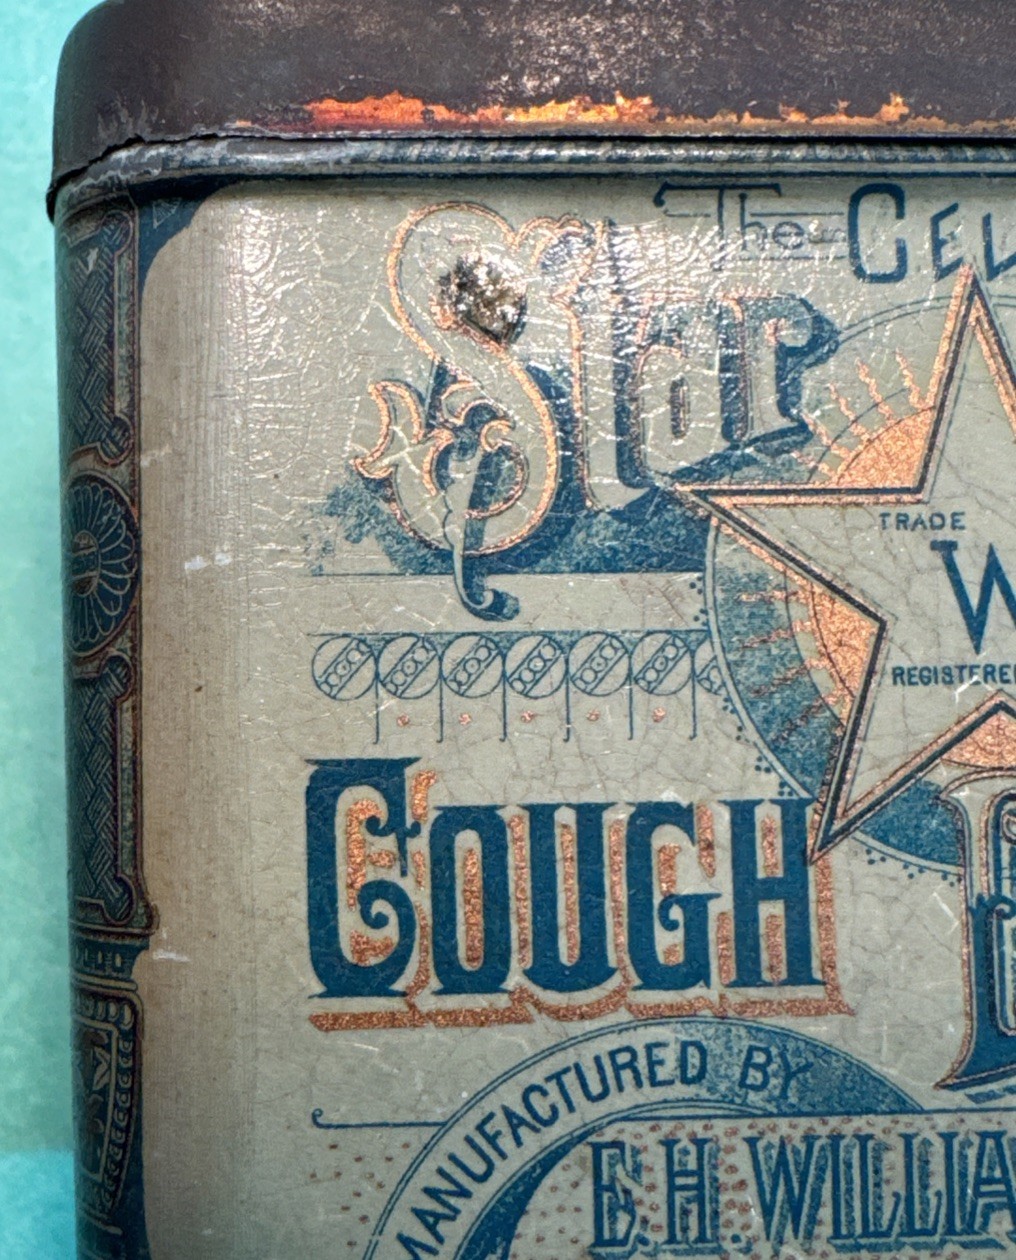 The CEL
Star
TRADE
W
REGISTERED
COUGH
MANUFACTURED BY
E.H. WILLIA